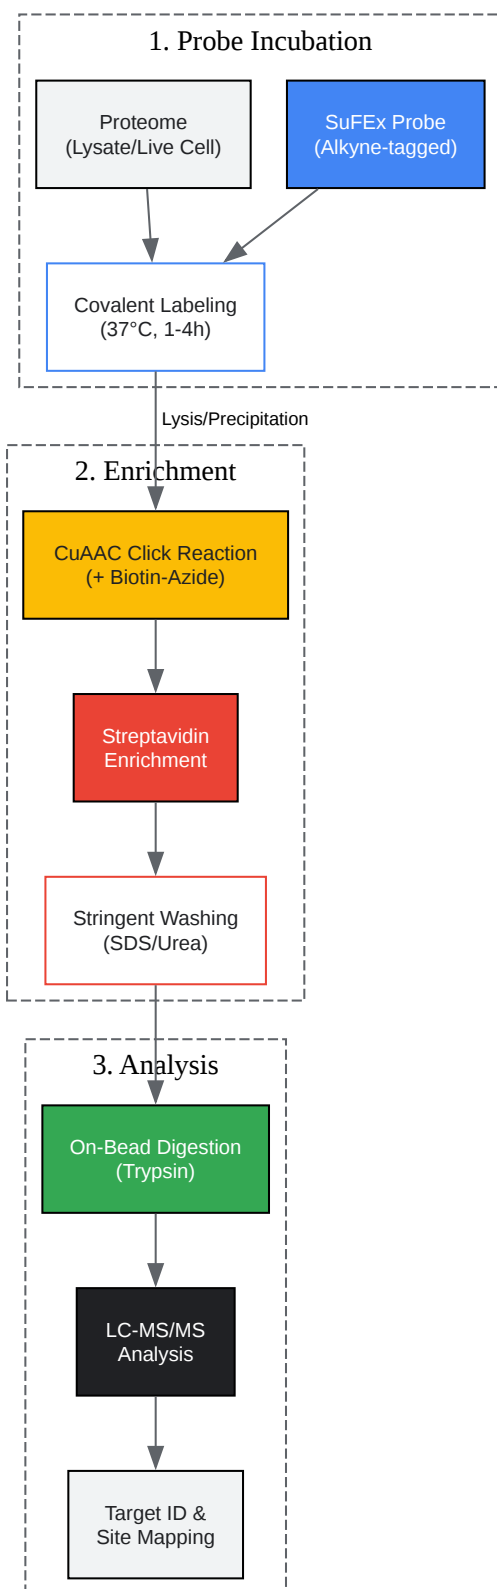 1. Probe Incubation
Proteome
(Lysate/Live Cell)
SuFEx Probe
(Alkyne-tagged)
Covalent Labeling
(37°C, 1-4h)
Lysis/Precipitation
2. Enrichment
CuAAC Click Reaction
(+ Biotin-Azide)
Streptavidin
Enrichment
Stringent Washing
(SDS/Urea)
3. Analysis
On-Bead Digestion
(Trypsin)
LC-MS/MS
Analysis
Target ID &
Site Mapping